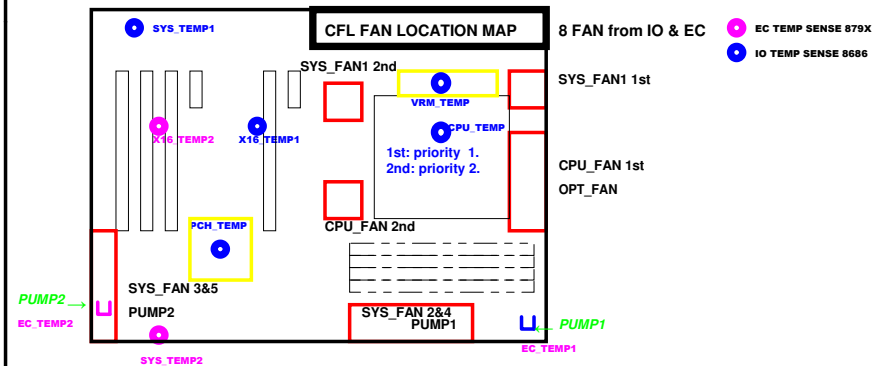 SYS_TEMP1
CFL FAN LOCATION MAP
8 FAN from IO & EC
EC TEMP SENSE 879X
IO TEMP SENSE 8686
SYS_FAN1 2nd
SYS_FAN1 1st
VRM_TEMP
X16_TEMP2
X16_TEMP1
CPU_TEMP
1st: priority 1.
2nd: priority 2.
CPU_FAN 1st
OPT_FAN
PCH_TEMP
CPU_FAN 2nd
SYS_FAN 3&5
PUMP2→
PUMP2
EC_TEMP2
SYS_FAN 2&4
PUMP1
←PUMP1
EC_TEMP1
SYS_TEMP2